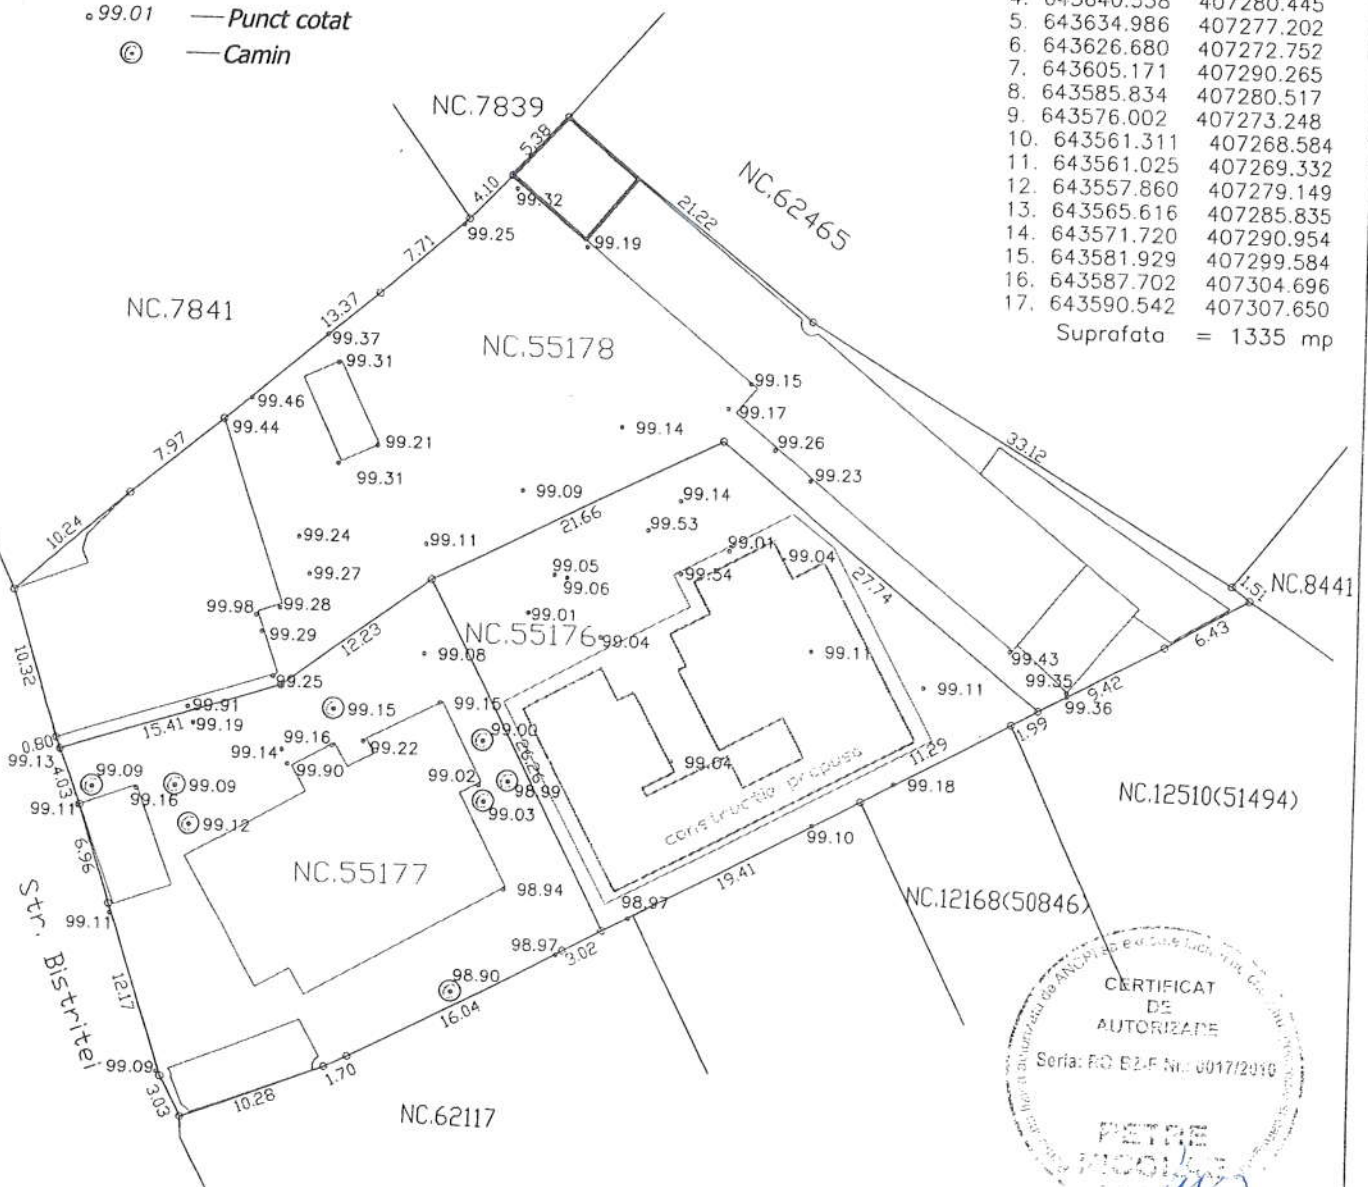 99.01 Punct cotat
Camin
4. 643640.558 407280.445
5. 643634.986 407277.202
6. 643626.680 407272.752
7. 643605.171 407290.265
8. 643585.834 407280.517
9. 643576.002 407273.248
10. 643561.311 407268.584
11. 643561.025 407269.332
12. 643557.860 407279.149
13. 643565.616 407285.835
14. 643571.720 407290.954
15. 643581.929 407299.584
16. 643587.702 407304.696
17. 643590.542 407307.650
Suprafata = 1335 mp
NC.7839
5.38
4.10
99.32
NC.62465
21.22
99.25
99.19
7.71
NC.7841
13.37
99.37
99.31
NC.55178
99.15
99.46
99.44
99.17
99.14
7.97
99.21
99.26
33.12
99.31
99.23
99.09
99.14
21.66
99.53
10.24
99.24
99.11
99.01
99.04
99.05
99.54
99.06
27.74
1.51
NC.8441
99.27
99.98
99.28
99.01
99.29
12.23
NC.55176
99.04
6.43
10.32
99.08
99.11
99.43
99.25
99.35
99.11
9.42
99.36
99.91
99.15
99.15
15.41
99.19
0.80
99.16
99.00
1.99
99.13
99.14
99.22
11.29
99.90
26.26
99.04
4.03
99.09
99.09
99.02
98.99
99.18
99.16
99.03
NC.12510(51494)
99.11
99.12
constructie propusa
99.10
6.96
NC.55177
19.41
98.94
NC.12168(50846)
99.11
98.97
98.97
Str. Bistritei
3.02
12.17
98.90
16.04
99.09
1.70
3.03
10.28
NC.62117
CERTIFICAT
DE
AUTORIZARE
Seria: RO-BZ-F Nr. 0017/2010
PETRE